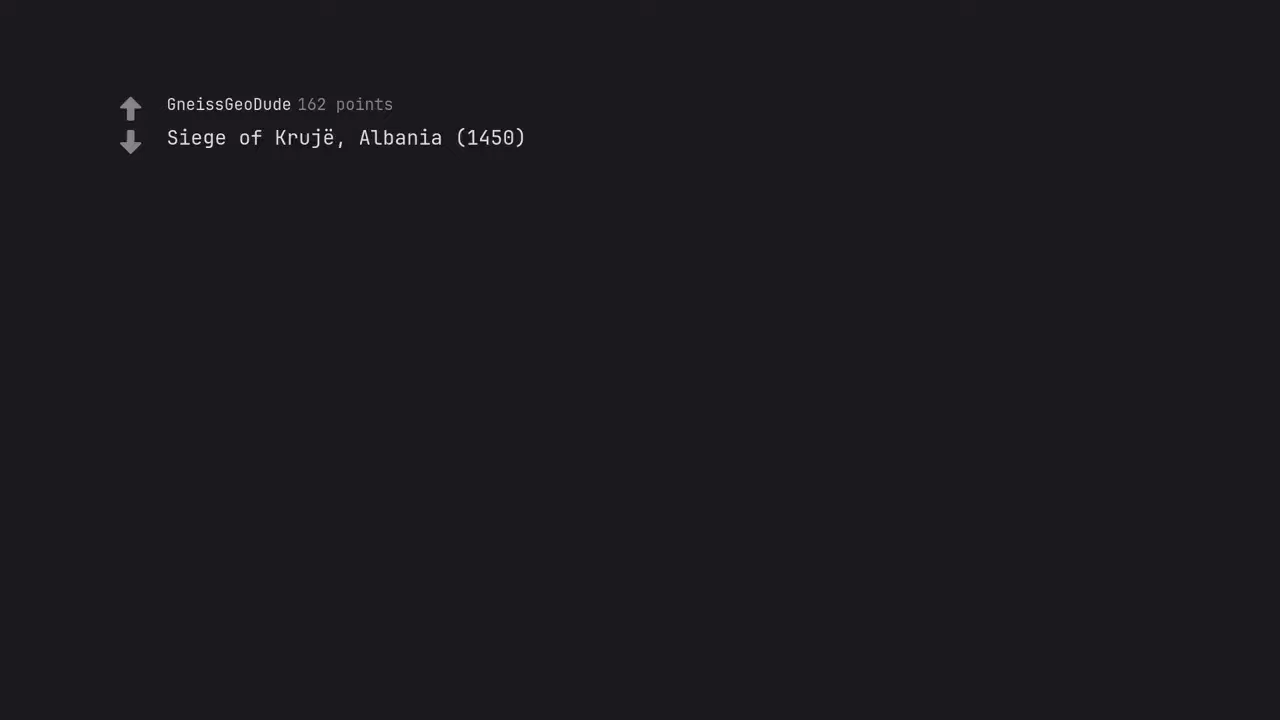 GneissGeoDude 162 points
Siege of Krujë, Albania (1450)